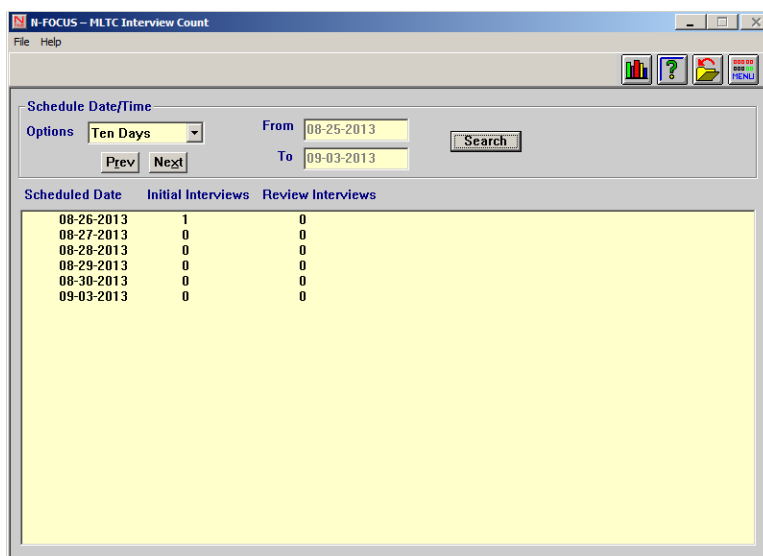 N-FOCUS – MLTC Interview Count
File Help
MENU
Schedule Date/Time
Options Ten Days From 08-25-2013 Search
Prev Next To 09-03-2013
Scheduled Date Initial Interviews Review Interviews
08-26-2013 1 0
08-27-2013 0 0
08-28-2013 0 0
08-29-2013 0 0
08-30-2013 0 0
09-03-2013 0 0